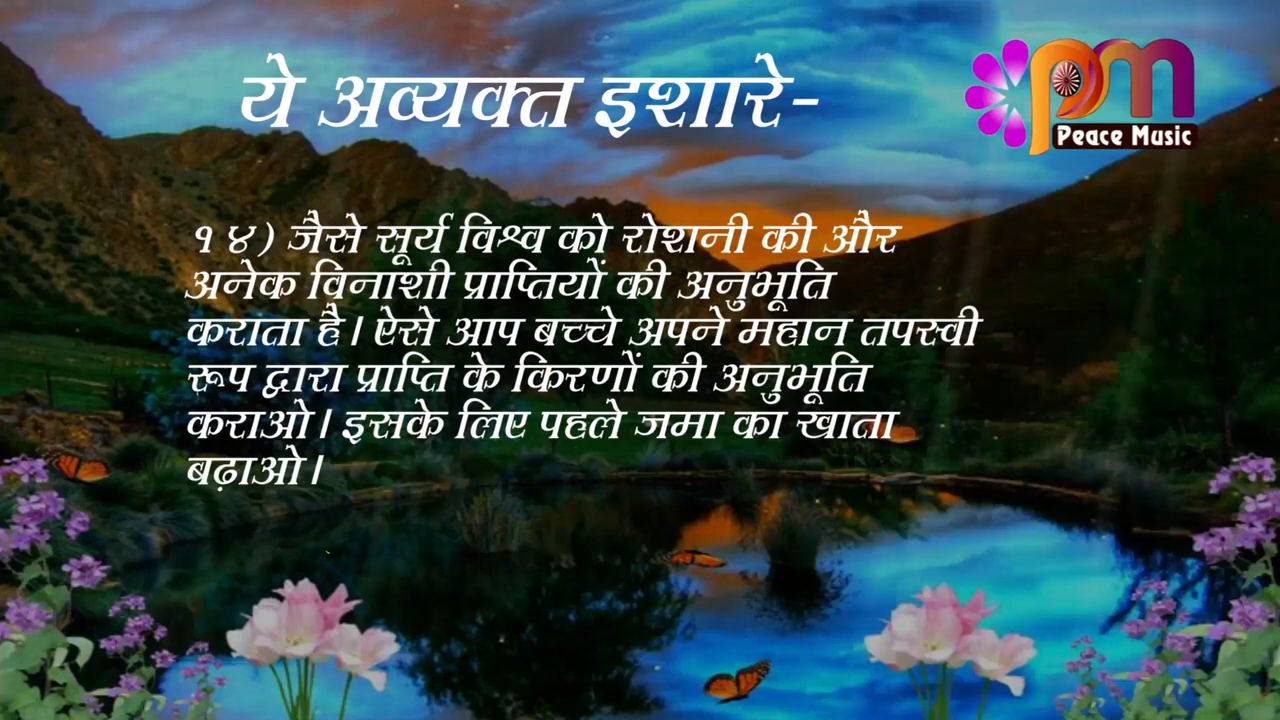 ये अव्यक्त इशारे-
Peace Music
१४) जैसे सूर्य विश्व को रोशनी की और
अनेक विनाशी प्राप्तियों की अनुभूति
कराता है। ऐसे आप बच्चे अपने महान तपस्वी
रूप द्वारा प्राप्ति के किरणों की अनुभूति
कराओ। इसके लिए पहले जमा का खाता
बढ़ाओ।